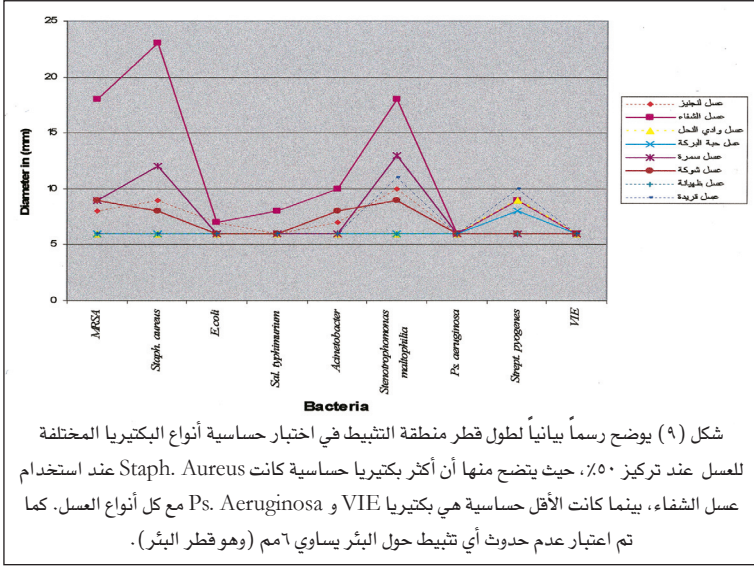 25
20
15
10
5
0
Diameter in (mm)
MRSA
Staph. aureus
E.coli
Sal. typhimurium
Acinetobacter
Stenotrophomonas
maltophilia
Ps. aeruginosa
Strept. pyogenes
VIE
Bacteria
عسل لنجنيز
عسل الشفاء
عسل وادي النحل
عسل حبة البركة
عسل سمرة
عسل شوكة
عسل ظهيانة
عسل قريدة
شكل (٩) يوضح رسماً بيانياً لطول قطر منطقة التثبيط في اختبار حساسية أنواع البكتيريا المختلفة
للعسل عند تركيز ٥٠٪، حيث يتضح منها أن أكثر بكتيريا حساسية كانت Staph. Aureus عند استخدام
عسل الشفاء، بينما كانت الأقل حساسية هي بكتيريا VIE و Ps. Aeruginosa مع كل أنواع العسل. كما
تم اعتبار عدم حدوث أي تثبيط حول البئر يساوي ٦مم (وهو قطر البئر).